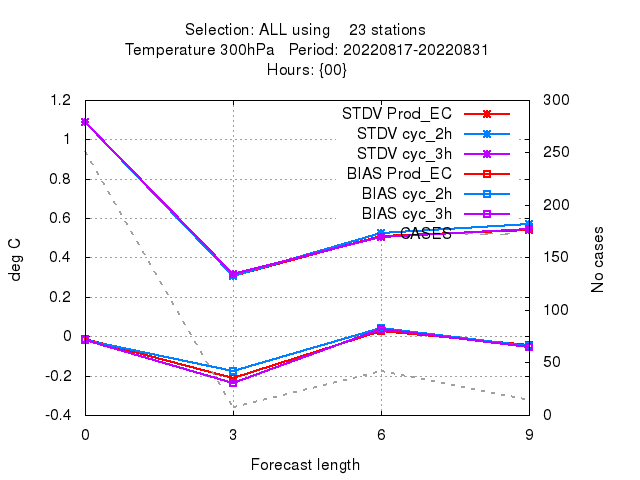 Selection: ALL using 23 stations
Temperature 300hPa Period: 20220817-20220831
Hours: {00}
1.2
1
0.8
0.6
0.4
0.2
0
-0.2
-0.4
deg C
STDV Prod_EC
STDV cyc_2h
STDV cyc_3h
BIAS Prod_EC
BIAS cyc_2h
BIAS cyc_3h
CASES
300
250
200
150
100
50
0
No cases
0 3 6 9
Forecast length